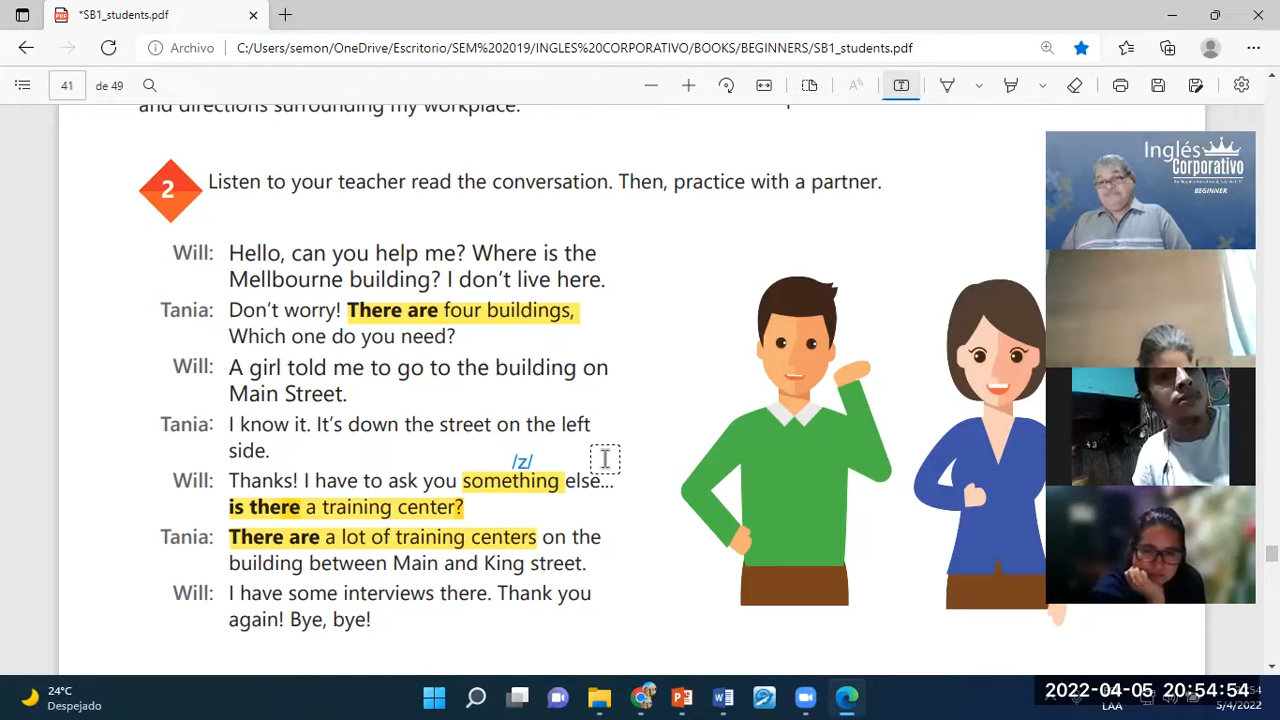 *SB1_students.pdf
Archivo
C:/Users/semon/OneDrive/Escritorio/SEM%202019/INGLES%20CORPORATIVO/BOOKS/BEGINNERS/SB1_students.pdf
41 de 49
and directions surrounding my workplace.
2 Listen to your teacher read the conversation. Then, practice with a partner.
Will: Hello, can you help me? Where is the
Mellbourne building? I don't live here.
Tania: Don't worry! There are four buildings,
Which one do you need?
Will: A girl told me to go to the building on
Main Street.
Tania: I know it. It's down the street on the left
side.
/z/
Will: Thanks! I have to ask you something else...
is there a training center?
Tania: There are a lot of training centers on the
building between Main and King street.
Will: I have some interviews there. Thank you
again! Bye, bye!
Inglés
Corporativo
BEGINNER
24°C
Despejado
2022-04-05 20:54:54
LAA
5/4/2022